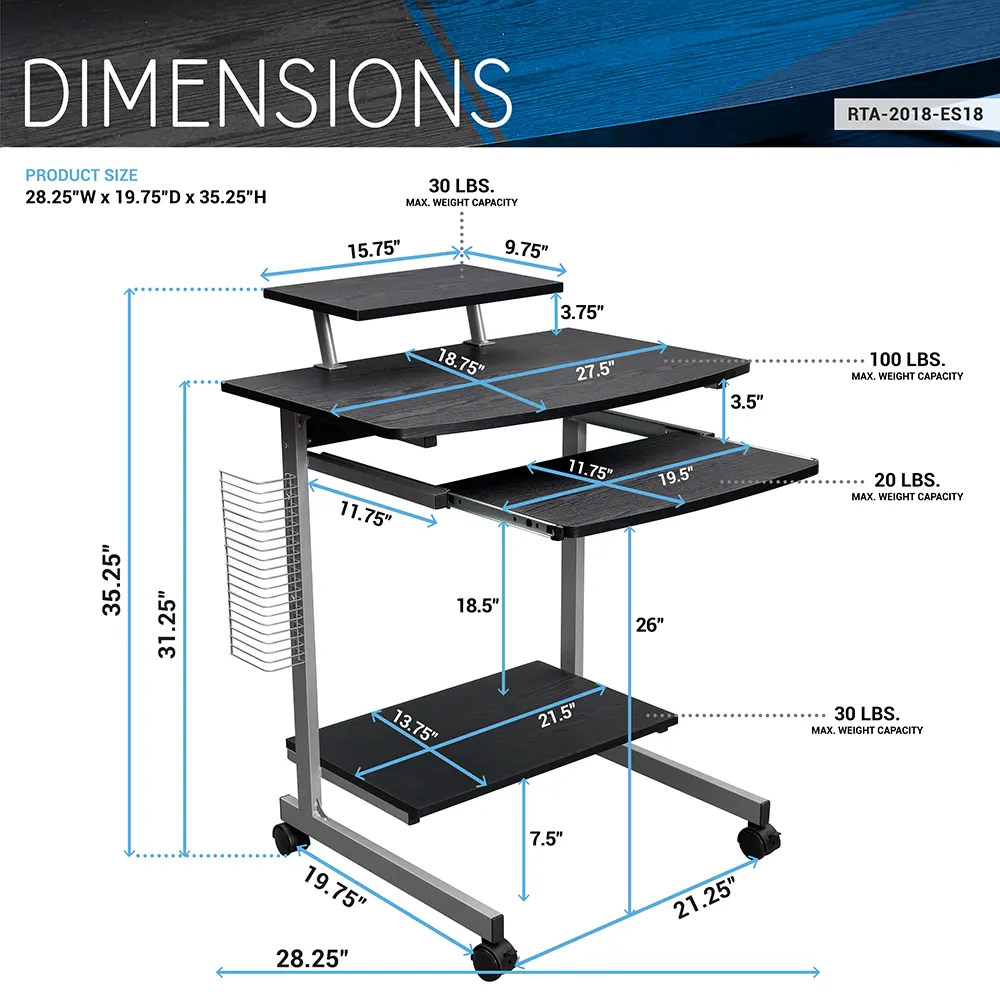 DIMENSIONS
RTA-2018-ES18
PRODUCT SIZE
28.25"W x 19.75"D x 35.25"H
30 LBS.
MAX. WEIGHT CAPACITY
15.75"
9.75"
3.75"
18.75"
27.5"
100 LBS.
MAX. WEIGHT CAPACITY
3.5"
11.75"
19.5"
20 LBS.
MAX. WEIGHT CAPACITY
11.75"
35.25"
31.25"
18.5"
26"
13.75"
21.5"
30 LBS.
MAX. WEIGHT CAPACITY
7.5"
19.75"
21.25"
28.25"